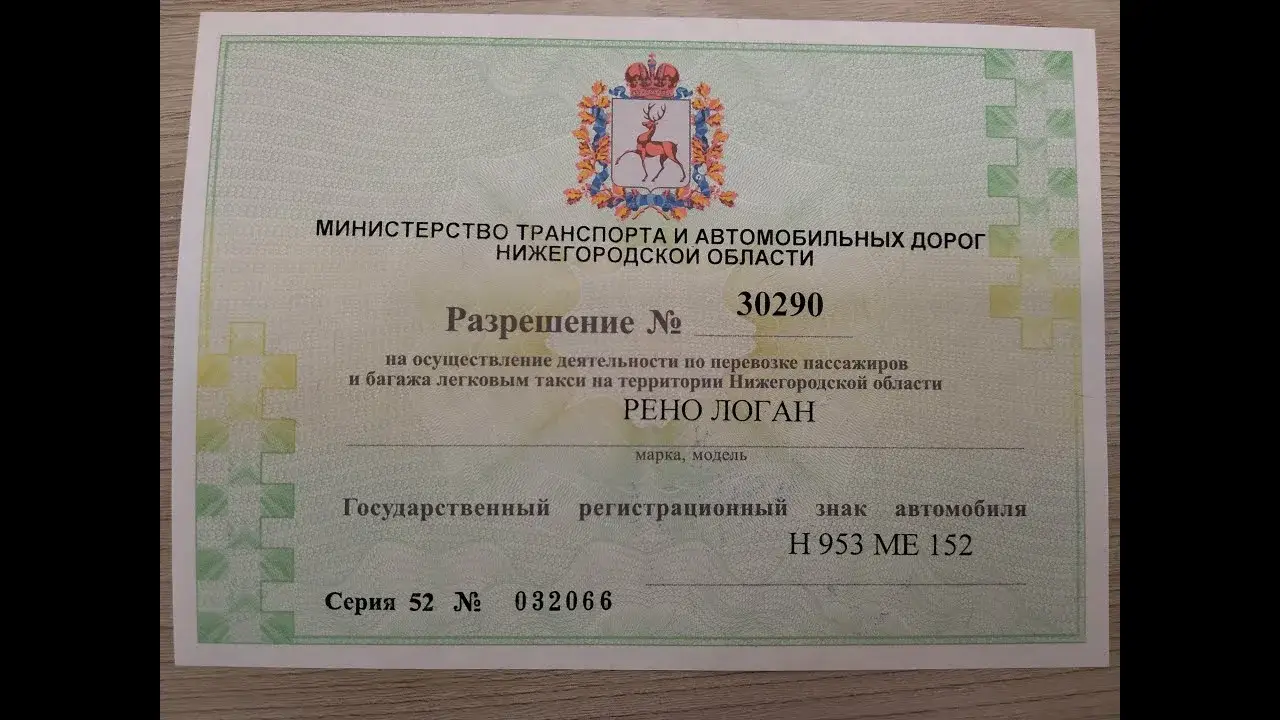 МИНИСТЕРСТВО ТРАНСПОРТА И АВТОМОБИЛЬНЫХ ДОРОГ
НИЖЕГОРОДСКОЙ ОБЛАСТИ
Разрешение № 30290
на осуществление деятельности по перевозке пассажиров
и багажа легковым такси на территории Нижегородской области
РЕНО ЛОГАН
марка, модель
Государственный регистрационный знак автомобиля
Н 953 МЕ 152
Серия 52 № 032066